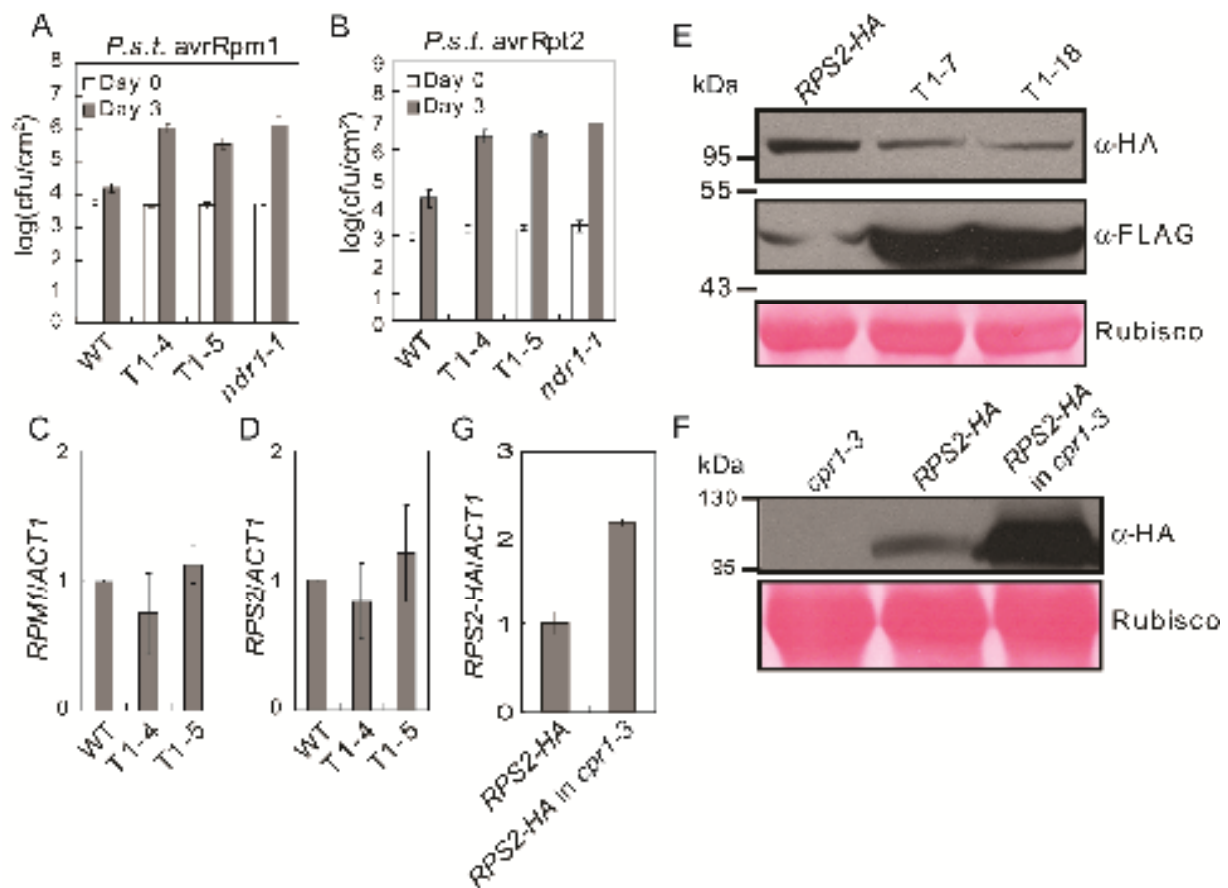 A
P.s.t. avrRpm1
log(cfu/cm²)
8
7
6
5
4
3
2
1
0
Day 0
Day 3
WT
T1-4
T1-5
ndr1-1
B
P.s.t. avrRpt2
log(cfu/cm²)
9
8
7
6
5
4
3
2
1
0
Day 0
Day 3
WT
T1-4
T1-5
ndr1-1
E
kDa
RPS2-HA
T1-7
T1-18
95
55
43
α-HA
α-FLAG
Rubisco
C
RPM1/ACT1
2
1
0
WT
T1-4
T1-5
D
RPS2/ACT1
2
1
0
WT
T1-4
T1-5
G
RPS2-HA/ACT1
3
2
1
0
RPS2-HA
RPS2-HA in cpr1-3
F
kDa
cpr1-3
RPS2-HA
RPS2-HA
in cpr1-3
130
95
α-HA
Rubisco